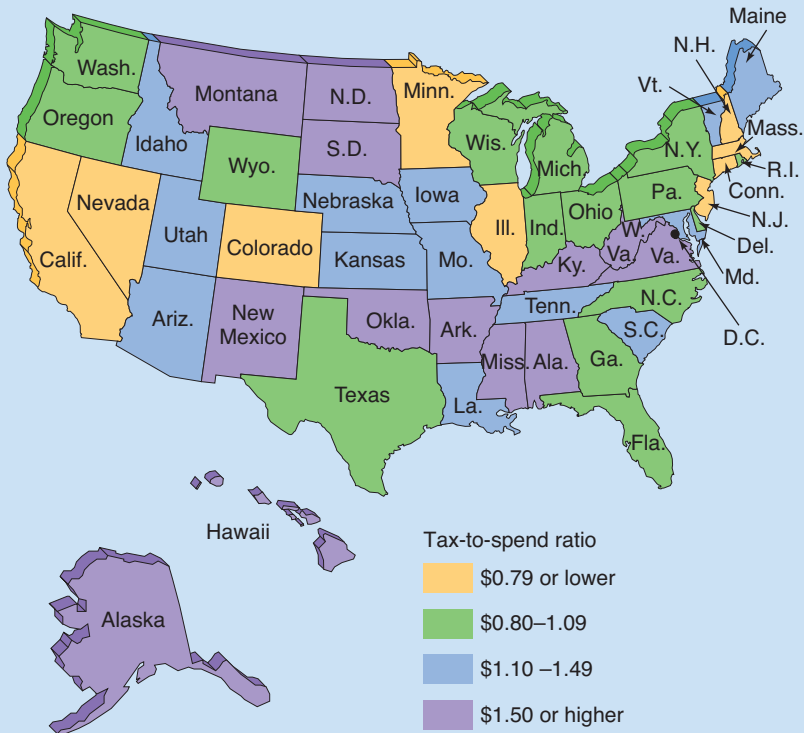 Maine
N.H.
Vt.
Wash.
Montana
N.D.
Minn.
Mass.
Oregon
Idaho
S.D.
Wis.
Mich.
N.Y.
R.I.
Wyo.
Conn.
Nevada
Nebraska
Iowa
Pa.
N.J.
Calif.
Utah
Colorado
Ill.
Ind.
Ohio
W.
Va.
Del.
Kansas
Mo.
Ky.
Va.
Md.
Ariz.
New
Mexico
Okla.
Ark.
Tenn.
N.C.
S.C.
D.C.
Miss.
Ala.
Ga.
Texas
La.
Fla.
Hawaii
Alaska
Tax-to-spend ratio
$0.79 or lower
$0.80–1.09
$1.10 –1.49
$1.50 or higher